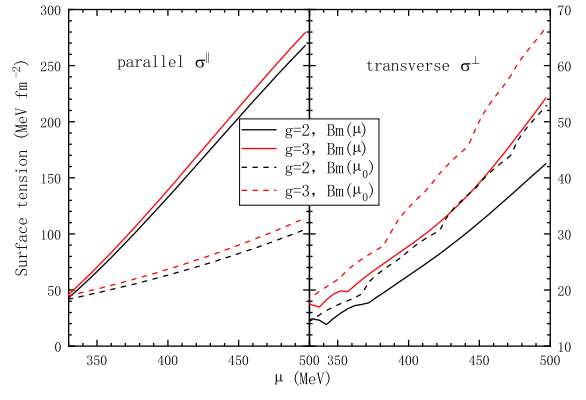 300
250
200
150
100
50
0
Surface tension (MeV fm⁻²)
parallel σ∥
transverse σ⊥
g=2, Bm(μ)
g=3, Bm(μ)
g=2, Bm(μ₀)
g=3, Bm(μ₀)
70
60
50
40
30
20
10
350 400 450 500 350 400 450 500
μ (MeV)